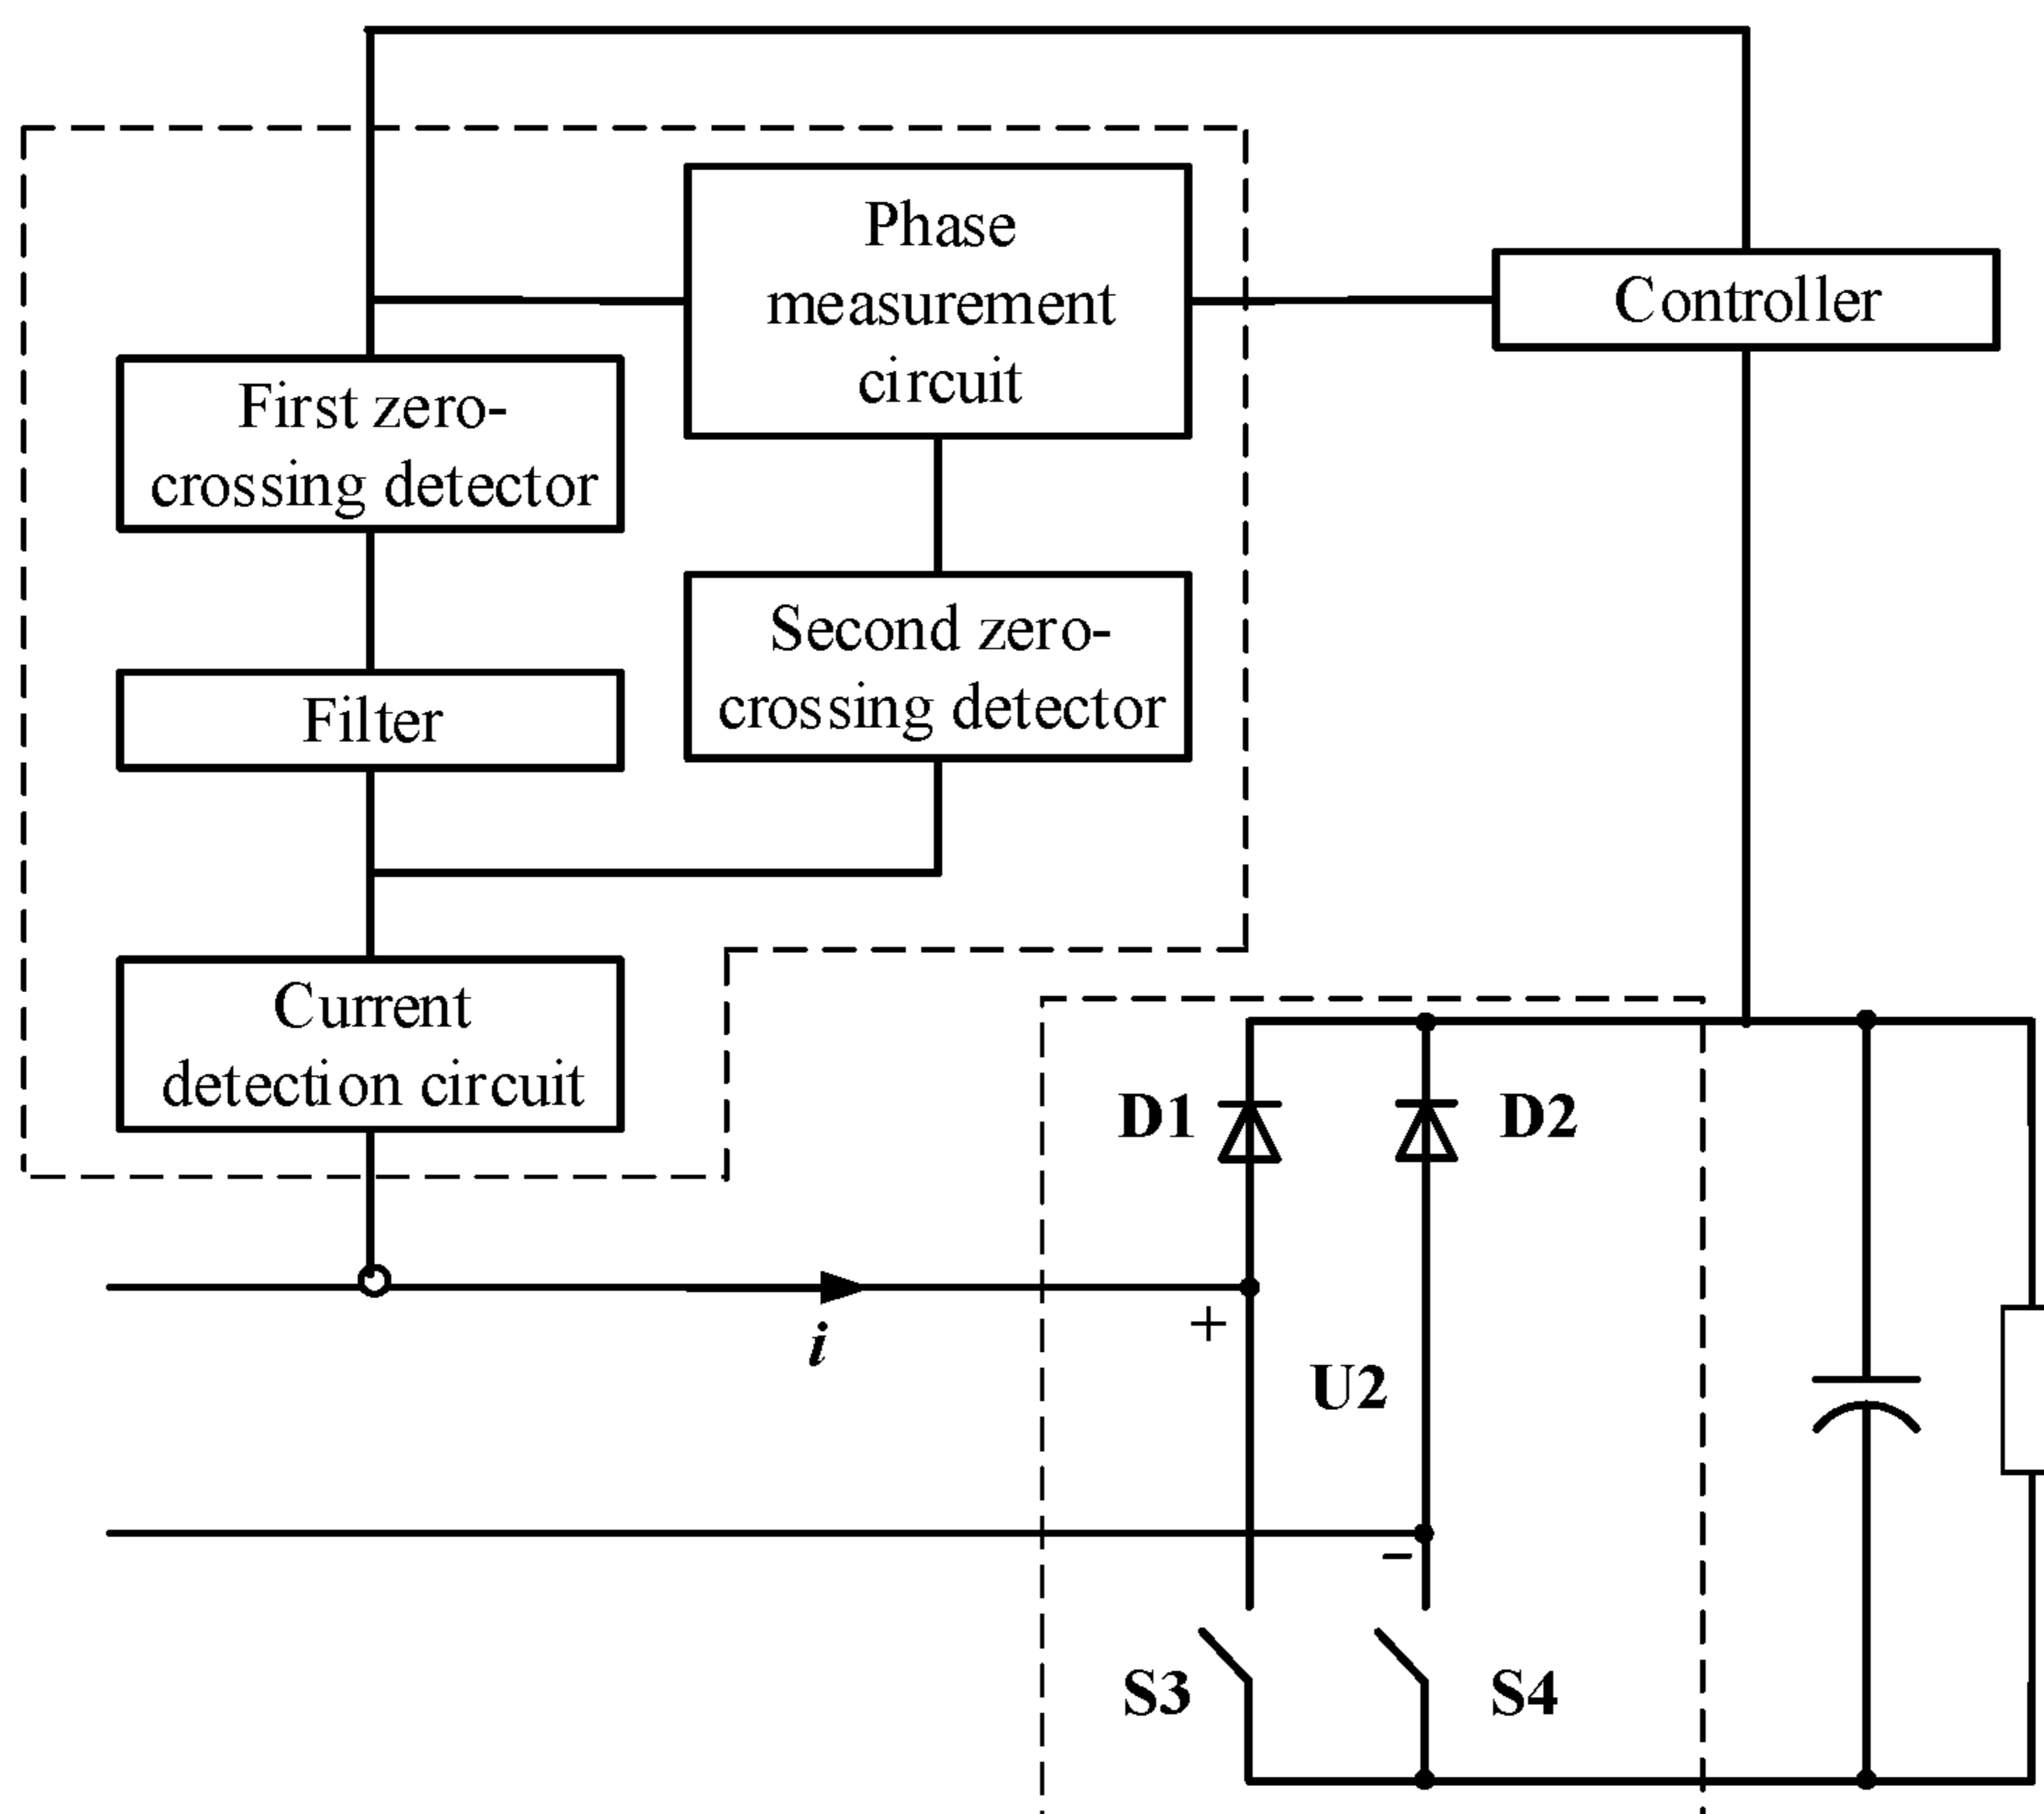 Phase
measurement
circuit
Controller
First zero-
crossing detector
Second zero-
crossing detector
Filter
Current
detection circuit
D1
D2
i
+
U2
-
S3
S4